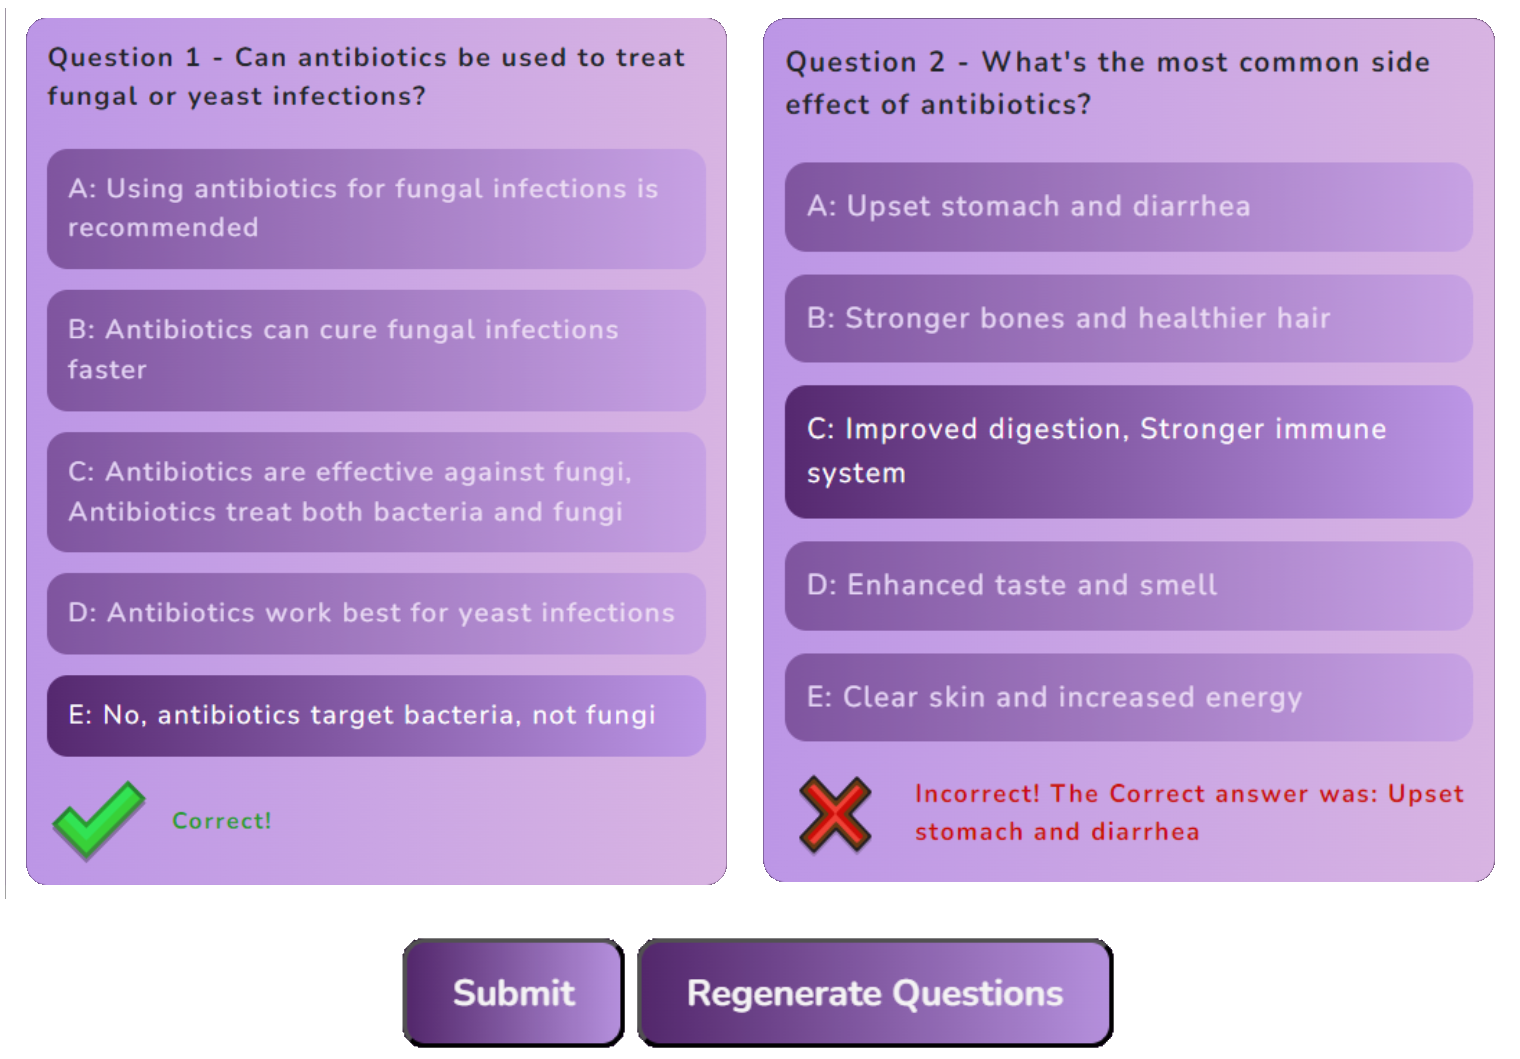 Question 1 - Can antibiotics be used to treat
fungal or yeast infections?
A: Using antibiotics for fungal infections is
recommended
B: Antibiotics can cure fungal infections
faster
C: Antibiotics are effective against fungi,
Antibiotics treat both bacteria and fungi
D: Antibiotics work best for yeast infections
E: No, antibiotics target bacteria, not fungi
Correct!
Question 2 - What's the most common side
effect of antibiotics?
A: Upset stomach and diarrhea
B: Stronger bones and healthier hair
C: Improved digestion, Stronger immune
system
D: Enhanced taste and smell
E: Clear skin and increased energy
Incorrect! The Correct answer was: Upset
stomach and diarrhea
Submit
Regenerate Questions